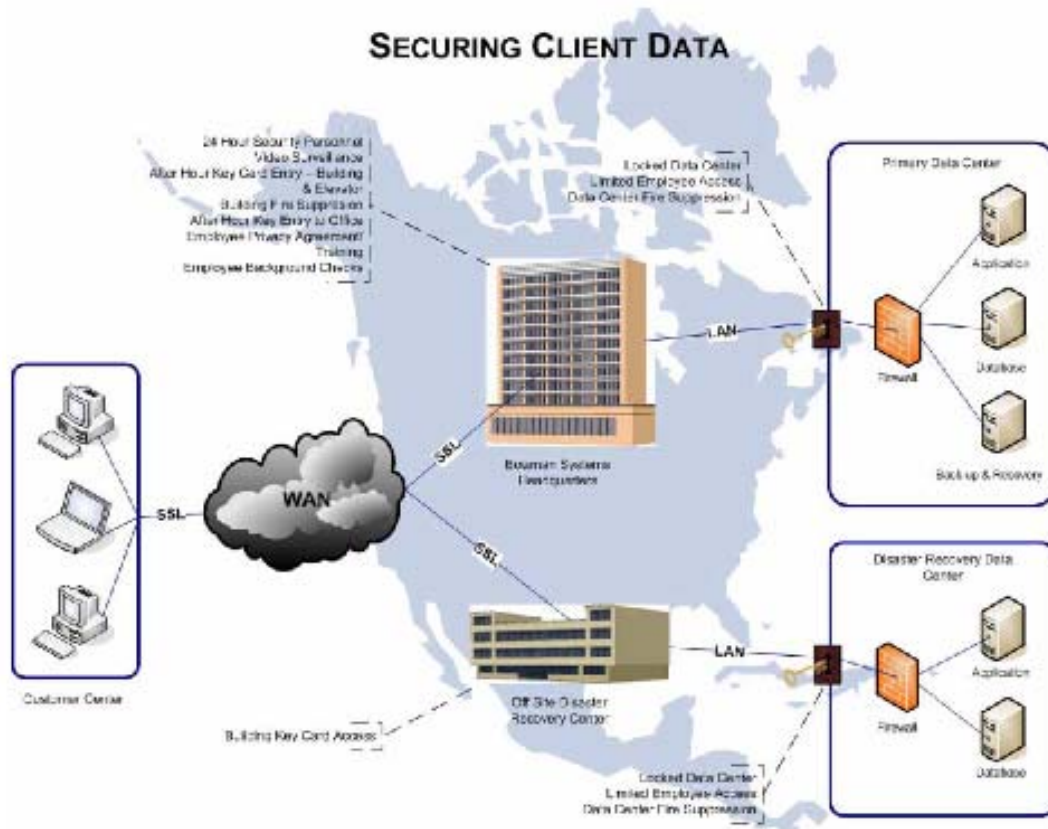 SECURING CLIENT DATA
24 Hour Security Personnel
Video Surveillance
After Hour Key Card Entry – Building
& Elevator
Building Fire Suppression
After Hour Key Entry to Office
Employee Privacy Agreement/
Training
Employee Background Checks
Locked Data Center
Limited Employee Access
Data Center Fire Suppression
Primary Data Center
Application
Database
Back-up & Recovery
Firewall
LAN
Bowman Systems
Headquarters
SSL
WAN
SSL
SSL
Customer Center
Off Site Disaster
Recovery Center
Building Key Card Access
LAN
Disaster Recovery Data
Center
Application
Firewall
Database
Locked Data Center
Limited Employee Access
Data Center Fire Suppression